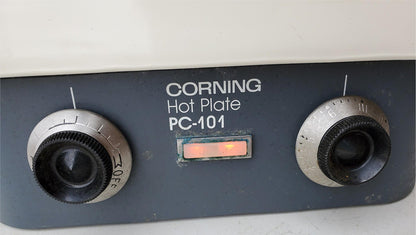 CORNING
Hot Plate
PC-101
OFF